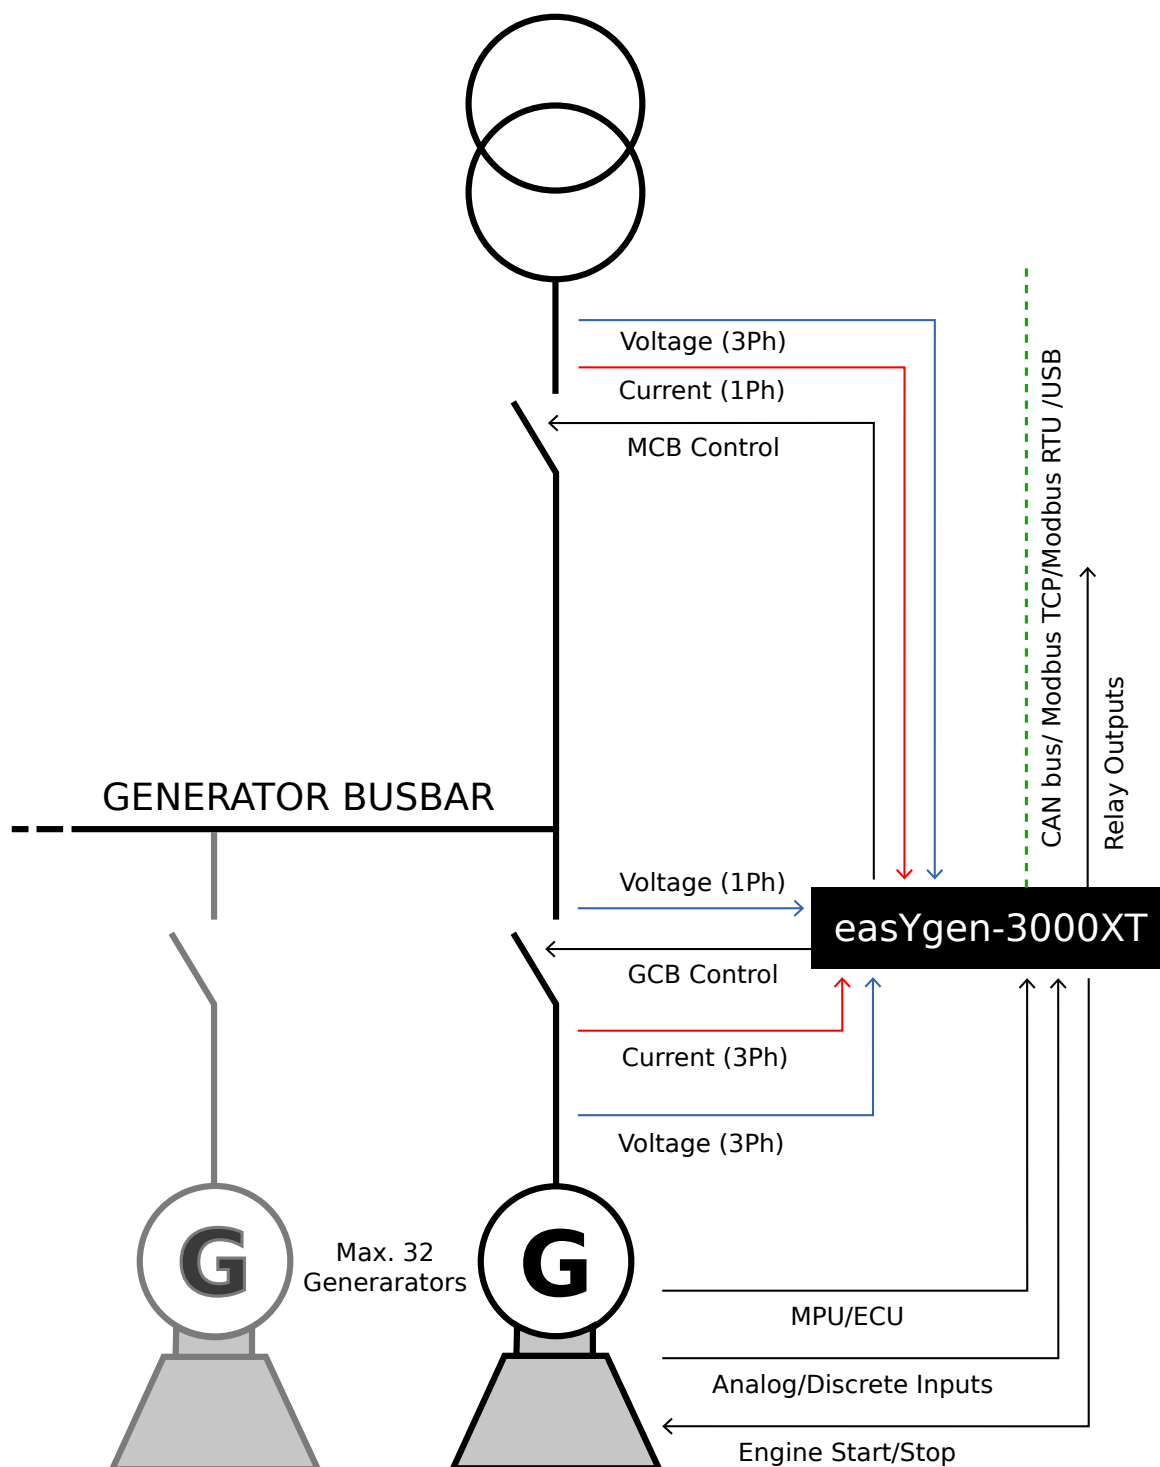 Voltage (3Ph)
Current (1Ph)
MCB Control
CAN bus/ Modbus TCP/Modbus RTU /USB
Relay Outputs
GENERATOR BUSBAR
Voltage (1Ph)
easYgen-3000XT
GCB Control
Current (3Ph)
Voltage (3Ph)
G
Max. 32
Generarators
G
MPU/ECU
Analog/Discrete Inputs
Engine Start/Stop